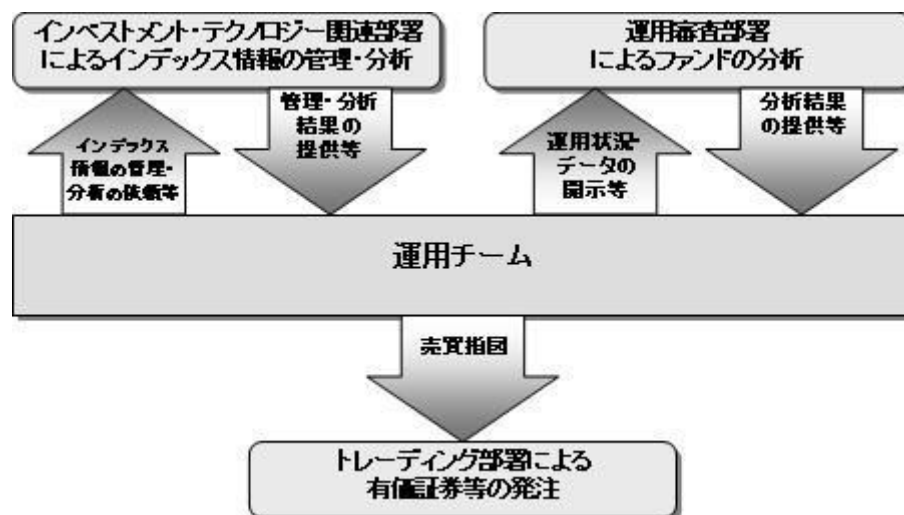 インベストメント・テクノロジー関連部署
によるインデックス情報の管理・分析
運用審査部署
によるファンドの分析
インデックス
情報の管理・
分析の依頼等
管理・分析
結果の
提供等
運用状況・
データの
開示等
分析結果
の提供等
運用チーム
売買指図
トレーディング部署による
有価証券等の発注